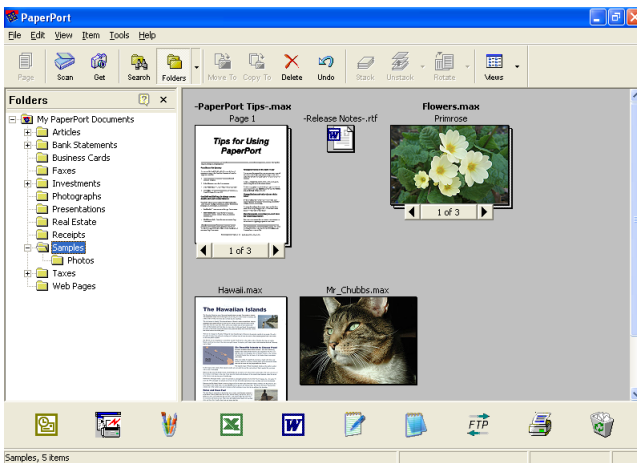 PaperPort
File Edit View Item Tools Help
Page Scan Get Search Folders Move To Copy To Delete Undo Stack Unstack Rotate Views
Folders
My PaperPort Documents
Articles
Bank Statements
Business Cards
Faxes
Investments
Photographs
Presentations
Real Estate
Receipts
Samples
Photos
Taxes
Web Pages
-PaperPort Tips-.max
Page 1
Tips for Using
PaperPort
1 of 3
-Release Notes-.rtf
Flowers.max
Primrose
1 of 3
Hawaii.max
The Hawaiian Islands
Mr_Chubbs.max
FTP
Samples, 5 items